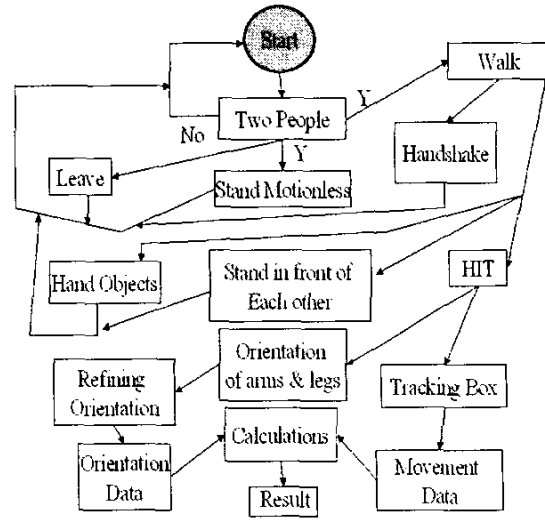 Start
Walk
Y
Two People
No
Y
Handshake
Leave
Stand Motionless
HIT
Hand Objects
Stand in front of
Each other
Orientation
of arms & legs
Refining
Orientation
Tracking Box
Calculations
Orientation
Data
Movement
Data
Result